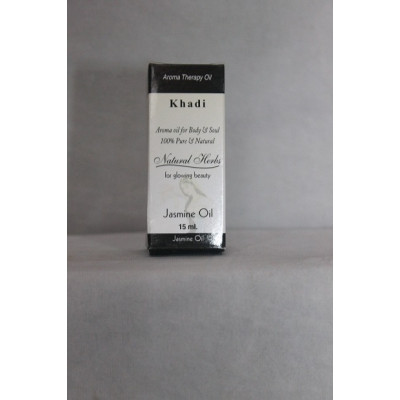 Aroma Therapy Oil
Khadi
Aroma oil for Body & Soul
100% Pure & Natural
Natural Herbs
for glowing beauty
Jasmine Oil
15 ml.
Jasmine Oil